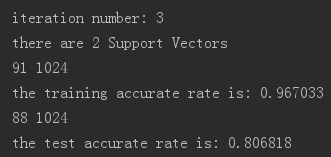 iteration number: 3
there are 2 Support Vectors
91 1024
the training accurate rate is: 0.967033
88 1024
the test accurate rate is: 0.806818